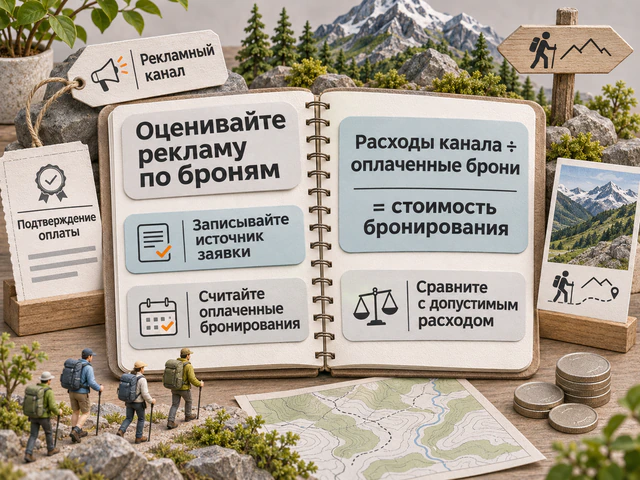 Рекламный
канал
Оценивайте
рекламу
по броням
Записывайте
источник
заявки
Считайте
оплаченные
бронирования
Расходы канала ÷
оплаченные брони
= стоимость
бронирования
Сравните
с допустимым
расходом
Подтверждение
оплаты